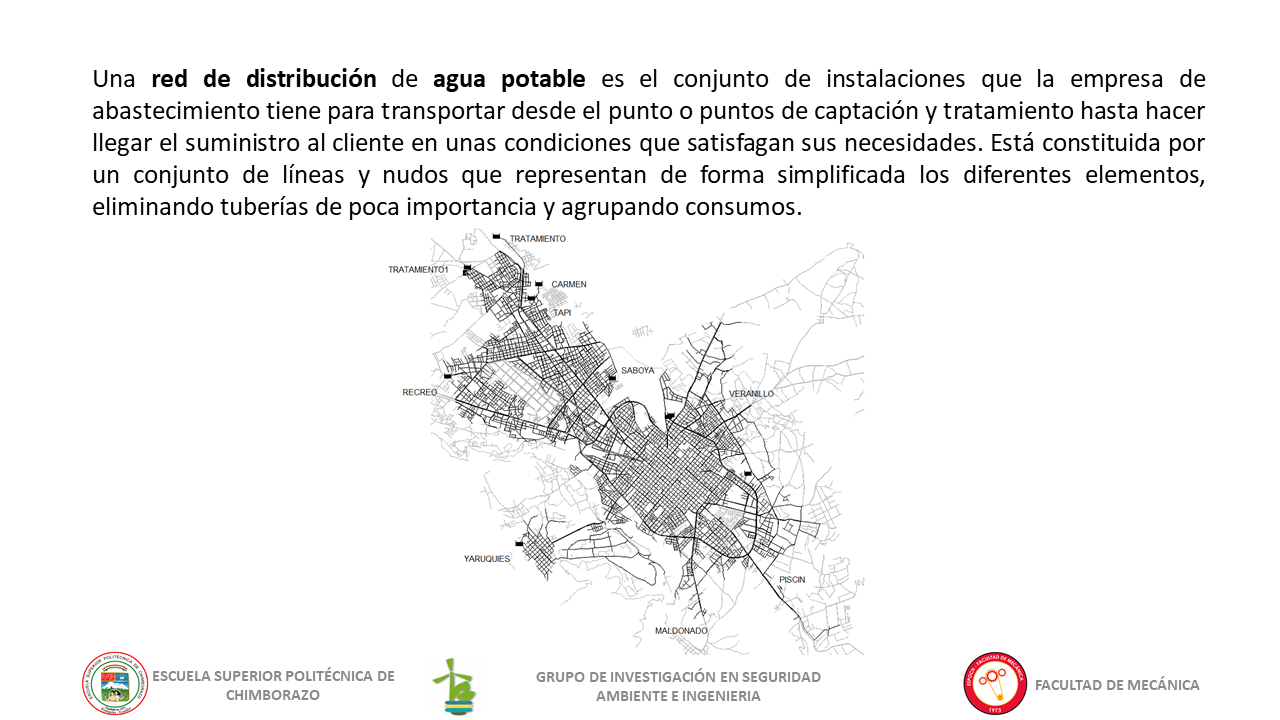 Una red de distribución de agua potable es el conjunto de instalaciones que la empresa de
abastecimiento tiene para transportar desde el punto o puntos de captación y tratamiento hasta hacer
llegar el suministro al cliente en unas condiciones que satisfagan sus necesidades. Está constituida por
un conjunto de líneas y nudos que representan de forma simplificada los diferentes elementos,
eliminando tuberías de poca importancia y agrupando consumos.
TRATAMIENTO
TRATAMIENTO1
CARMEN
TAPI
SABOYA
RECREO
VERANILLO
YARUQUIES
PISCIN
MALDONADO
ESCUELA SUPERIOR POLITÉCNICA DE
CHIMBORAZO
GRUPO DE INVESTIGACIÓN EN SEGURIDAD
AMBIENTE E INGENIERIA
ESPOCH - FACULTAD DE MECÁNICA
1973
FACULTAD DE MECÁNICA